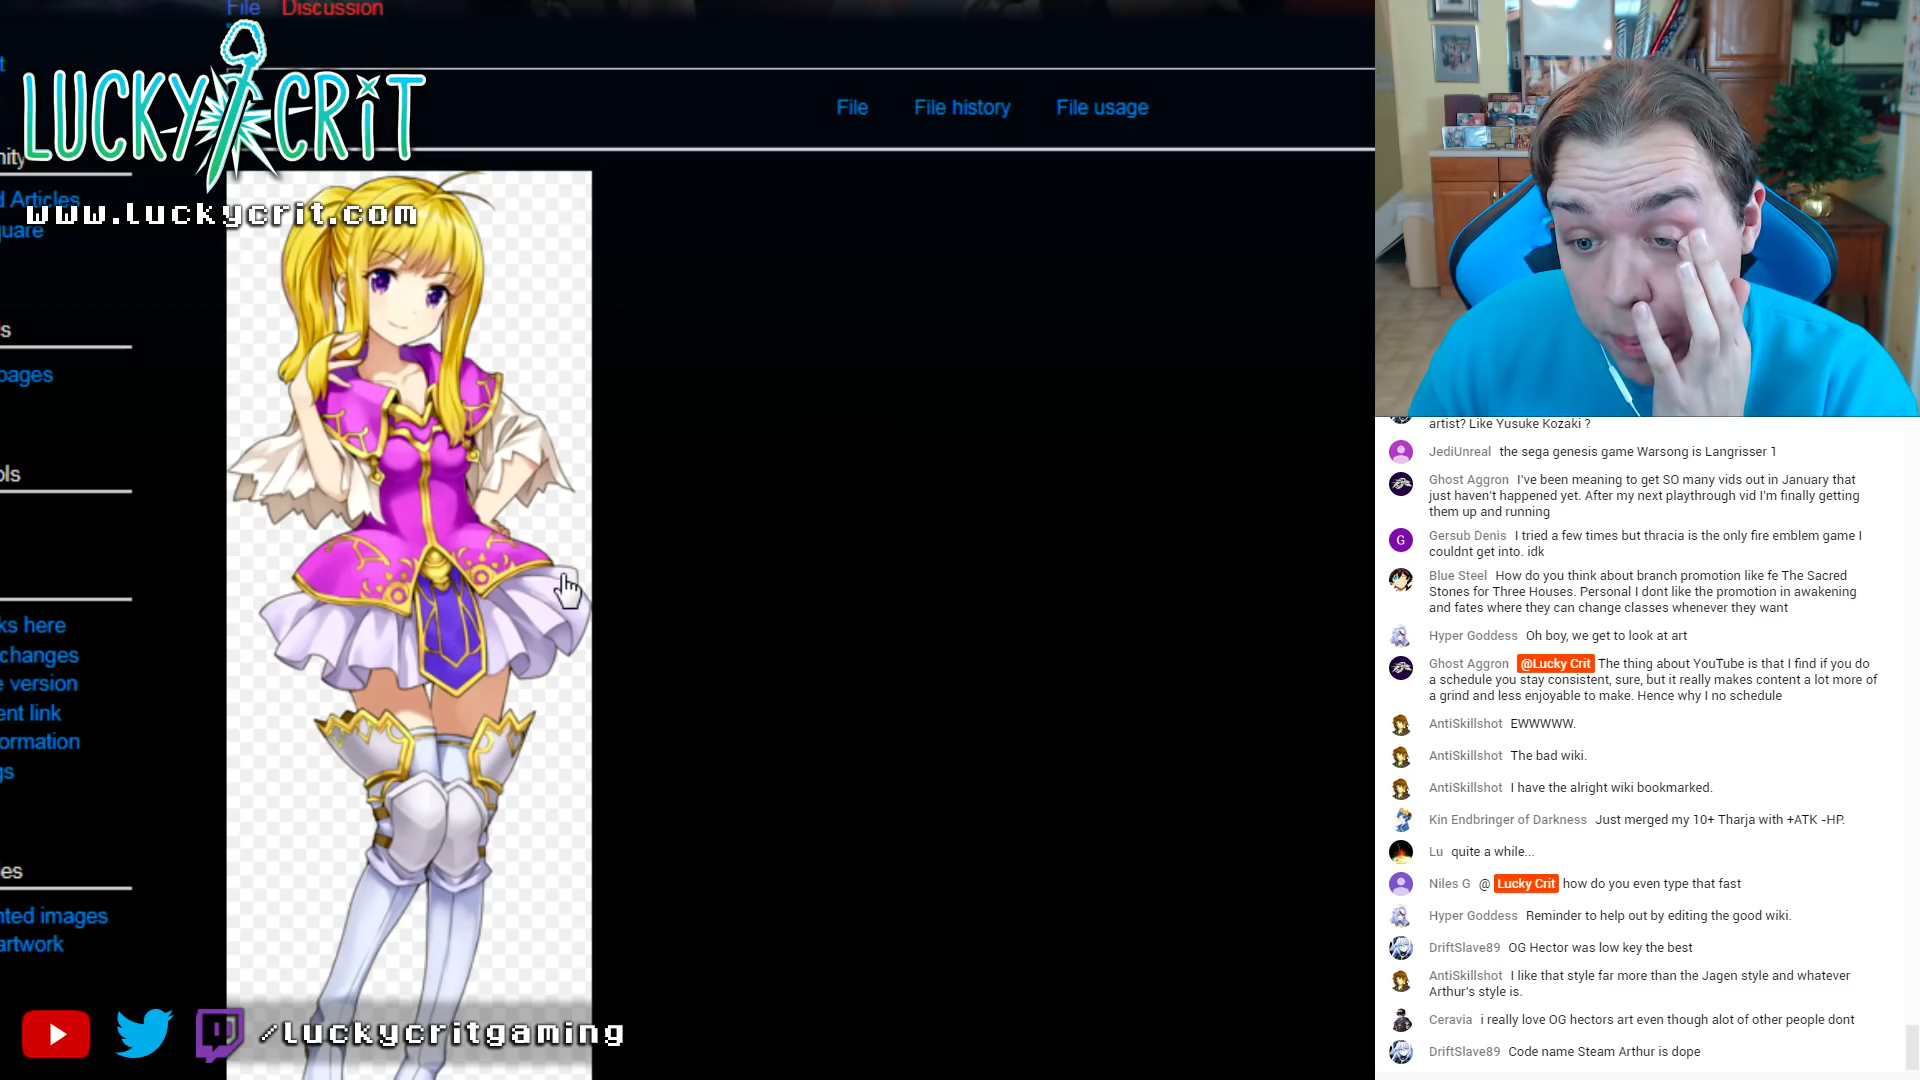 File Discussion
LUCKY CRIT
www.luckycrit.com
File File history File usage
Articles
pages
changes
version
link
images
artwork
/luckycritgaming
artist? Like Yusuke Kozaki ?
JediUnreal the sega genesis game Warsong is Langrisser 1
Ghost Aggron I've been meaning to get SO many vids out in January that
just haven't happened yet. After my next playthrough vid I'm finally getting
them up and running
G
Gersub Denis I tried a few times but thracia is the only fire emblem game I
couldnt get into. idk
Blue Steel How do you think about branch promotion like fe The Sacred
Stones for Three Houses. Personal I dont like the promotion in awakening
and fates where they can change classes whenever they want
Hyper Goddess Oh boy, we get to look at art
Ghost Aggron @Lucky Crit The thing about YouTube is that I find if you do
a schedule you stay consistent, sure, but it really makes content a lot more of
a grind and less enjoyable to make. Hence why I no schedule
AntiSkillshot EWWWWW.
AntiSkillshot The bad wiki.
AntiSkillshot I have the alright wiki bookmarked.
Kin Endbringer of Darkness Just merged my 10+ Tharja with +ATK -HP.
Lu quite a while...
Niles G @ Lucky Crit how do you even type that fast
Hyper Goddess Reminder to help out by editing the good wiki.
DriftSlave89 OG Hector was low key the best
AntiSkillshot I like that style far more than the Jagen style and whatever
Arthur's style is.
Ceravia i really love OG hectors art even though alot of other people dont
DriftSlave89 Code name Steam Arthur is dope